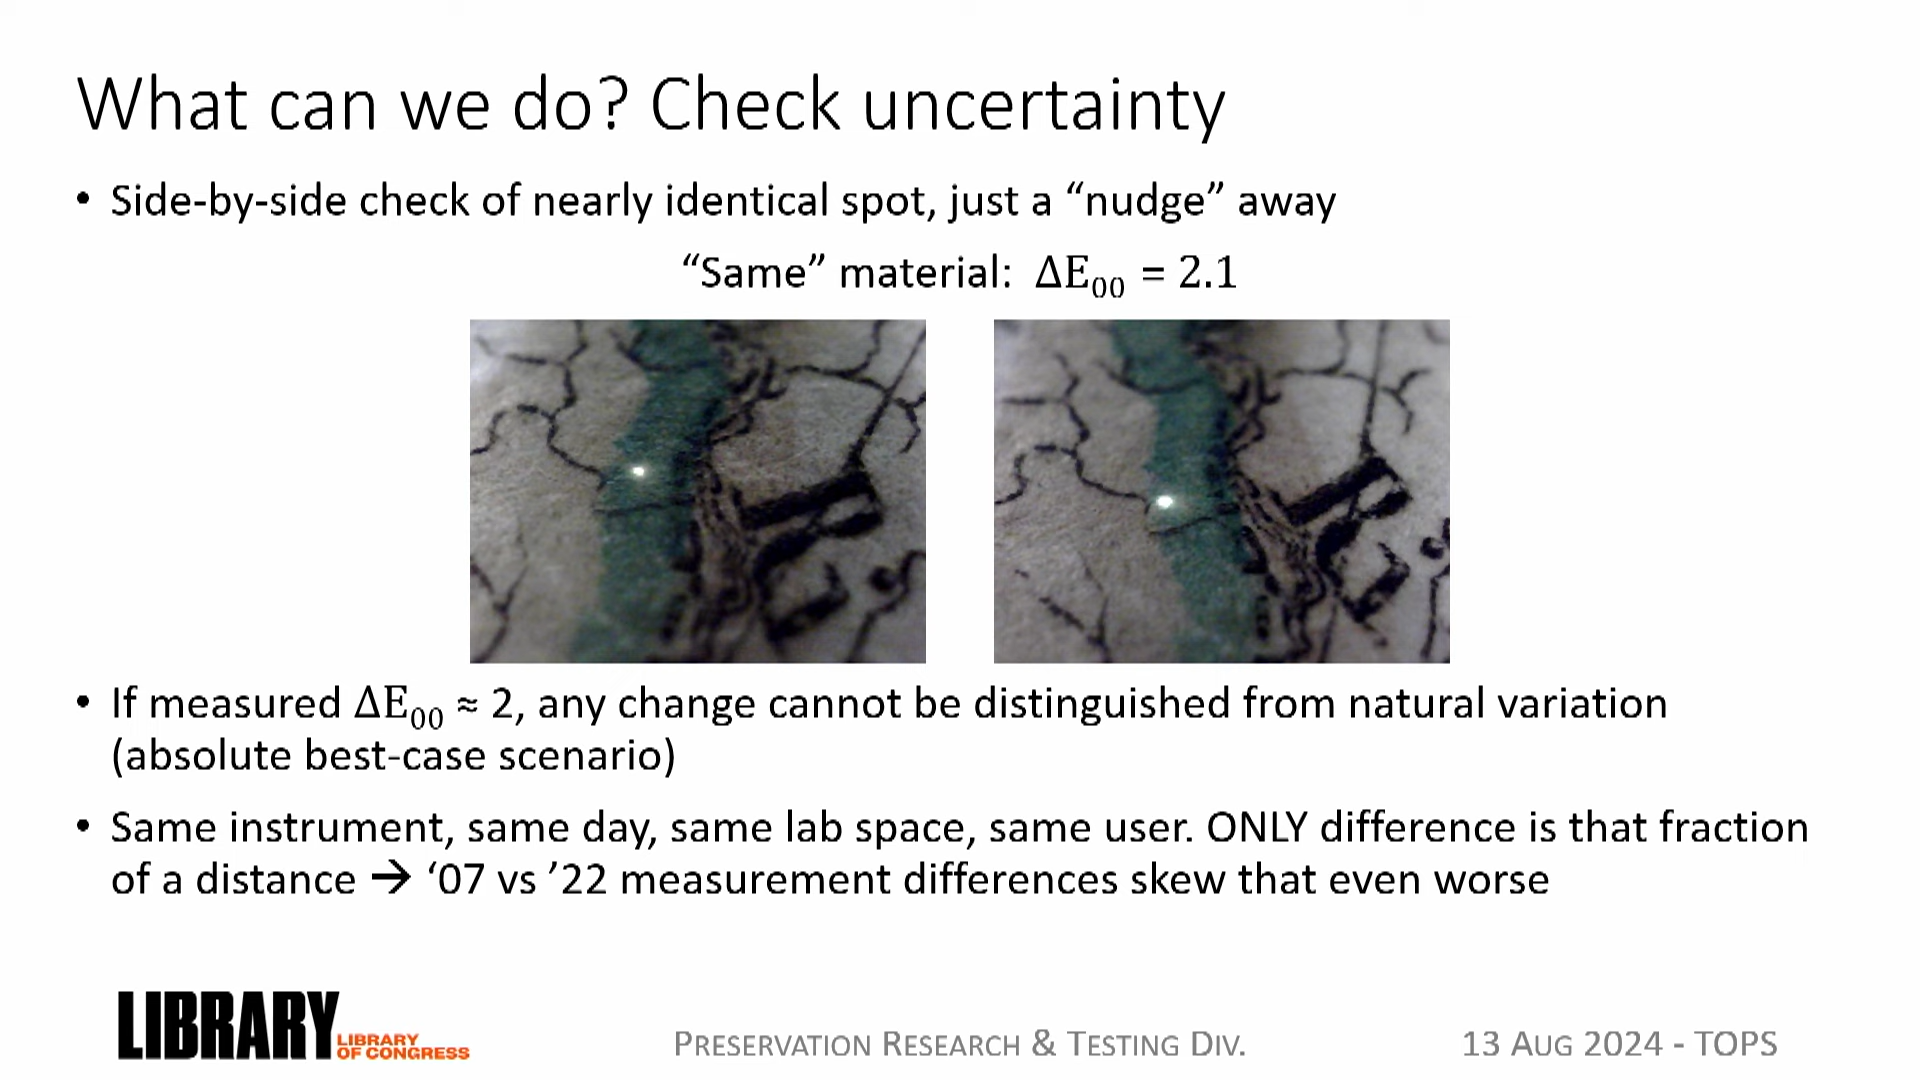 What can we do? Check uncertainty
• Side-by-side check of nearly identical spot, just a “nudge” away
“Same” material: ΔE₀₀ = 2.1
• If measured ΔE₀₀ ≈ 2, any change cannot be distinguished from natural variation
(absolute best-case scenario)
• Same instrument, same day, same lab space, same user. ONLY difference is that fraction
of a distance → ‘07 vs ’22 measurement differences skew that even worse
LIBRARY
LIBRARY
OF CONGRESS
PRESERVATION RESEARCH & TESTING DIV.
13 AUG 2024 - TOPS